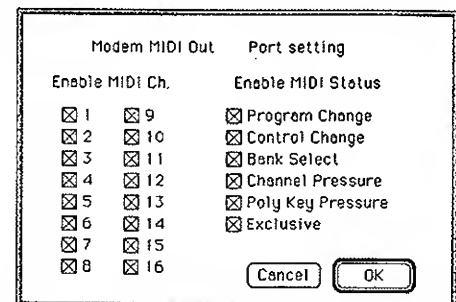 Modem MIDI Out Port setting
Enable MIDI Ch. Enable MIDI Status
1 9 Program Change
2 10 Control Change
3 11 Bank Select
4 12 Channel Pressure
5 13 Poly Key Pressure
6 14 Exclusive
7 15
8 16
Cancel OK